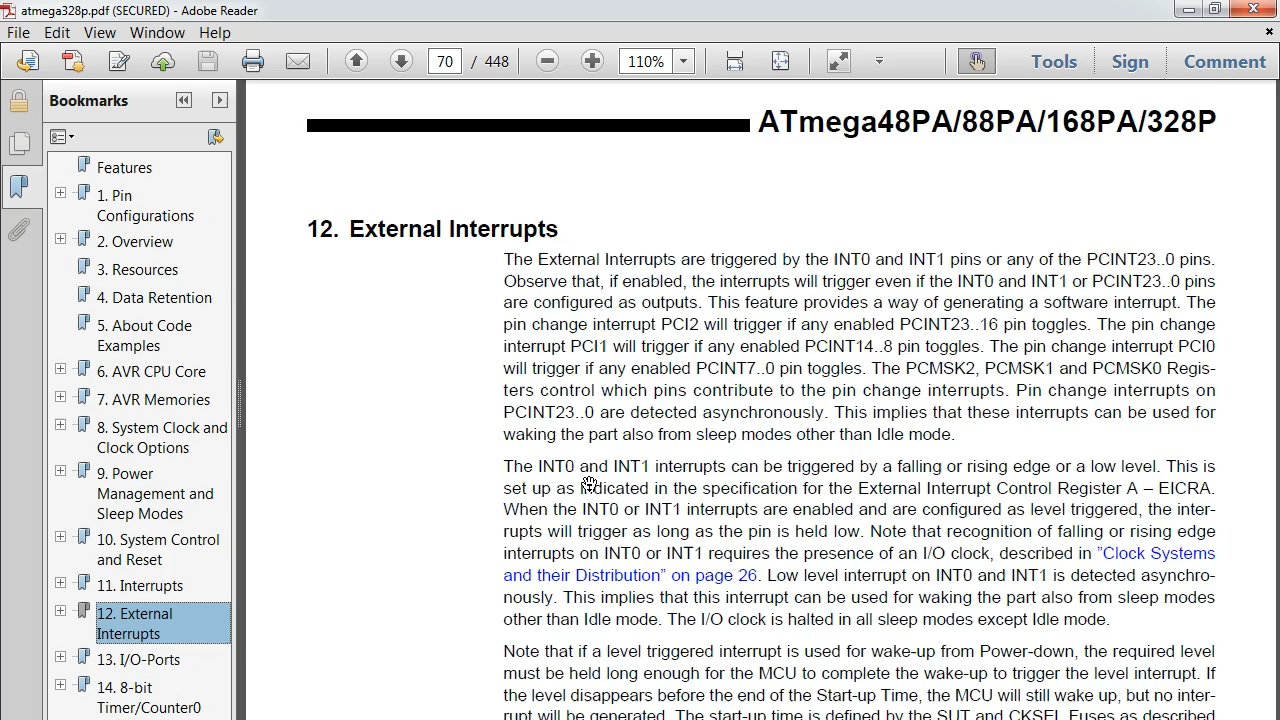 atmega328p.pdf (SECURED) - Adobe Reader
File Edit View Window Help
70 / 448 110% Tools Sign Comment
Bookmarks
Features
1. Pin
Configurations
2. Overview
3. Resources
4. Data Retention
5. About Code
Examples
6. AVR CPU Core
7. AVR Memories
8. System Clock and
Clock Options
9. Power
Management and
Sleep Modes
10. System Control
and Reset
11. Interrupts
12. External
Interrupts
13. I/O-Ports
14. 8-bit
Timer/Counter0
ATmega48PA/88PA/168PA/328P
12. External Interrupts
The External Interrupts are triggered by the INT0 and INT1 pins or any of the PCINT23..0 pins.
Observe that, if enabled, the interrupts will trigger even if the INT0 and INT1 or PCINT23..0 pins
are configured as outputs. This feature provides a way of generating a software interrupt. The
pin change interrupt PCI2 will trigger if any enabled PCINT23..16 pin toggles. The pin change
interrupt PCI1 will trigger if any enabled PCINT14..8 pin toggles. The pin change interrupt PCI0
will trigger if any enabled PCINT7..0 pin toggles. The PCMSK2, PCMSK1 and PCMSK0 Regis-
ters control which pins contribute to the pin change interrupts. Pin change interrupts on
PCINT23..0 are detected asynchronously. This implies that these interrupts can be used for
waking the part also from sleep modes other than Idle mode.
The INT0 and INT1 interrupts can be triggered by a falling or rising edge or a low level. This is
set up as indicated in the specification for the External Interrupt Control Register A – EICRA.
When the INT0 or INT1 interrupts are enabled and are configured as level triggered, the inter-
rupts will trigger as long as the pin is held low. Note that recognition of falling or rising edge
interrupts on INT0 or INT1 requires the presence of an I/O clock, described in ”Clock Systems
and their Distribution” on page 26. Low level interrupt on INT0 and INT1 is detected asynchro-
nously. This implies that this interrupt can be used for waking the part also from sleep modes
other than Idle mode. The I/O clock is halted in all sleep modes except Idle mode.
Note that if a level triggered interrupt is used for wake-up from Power-down, the required level
must be held long enough for the MCU to complete the wake-up to trigger the level interrupt. If
the level disappears before the end of the Start-up Time, the MCU will still wake up, but no inter-
rupt will be generated. The start-up time is defined by the SUT and CKSEL Fuses as described